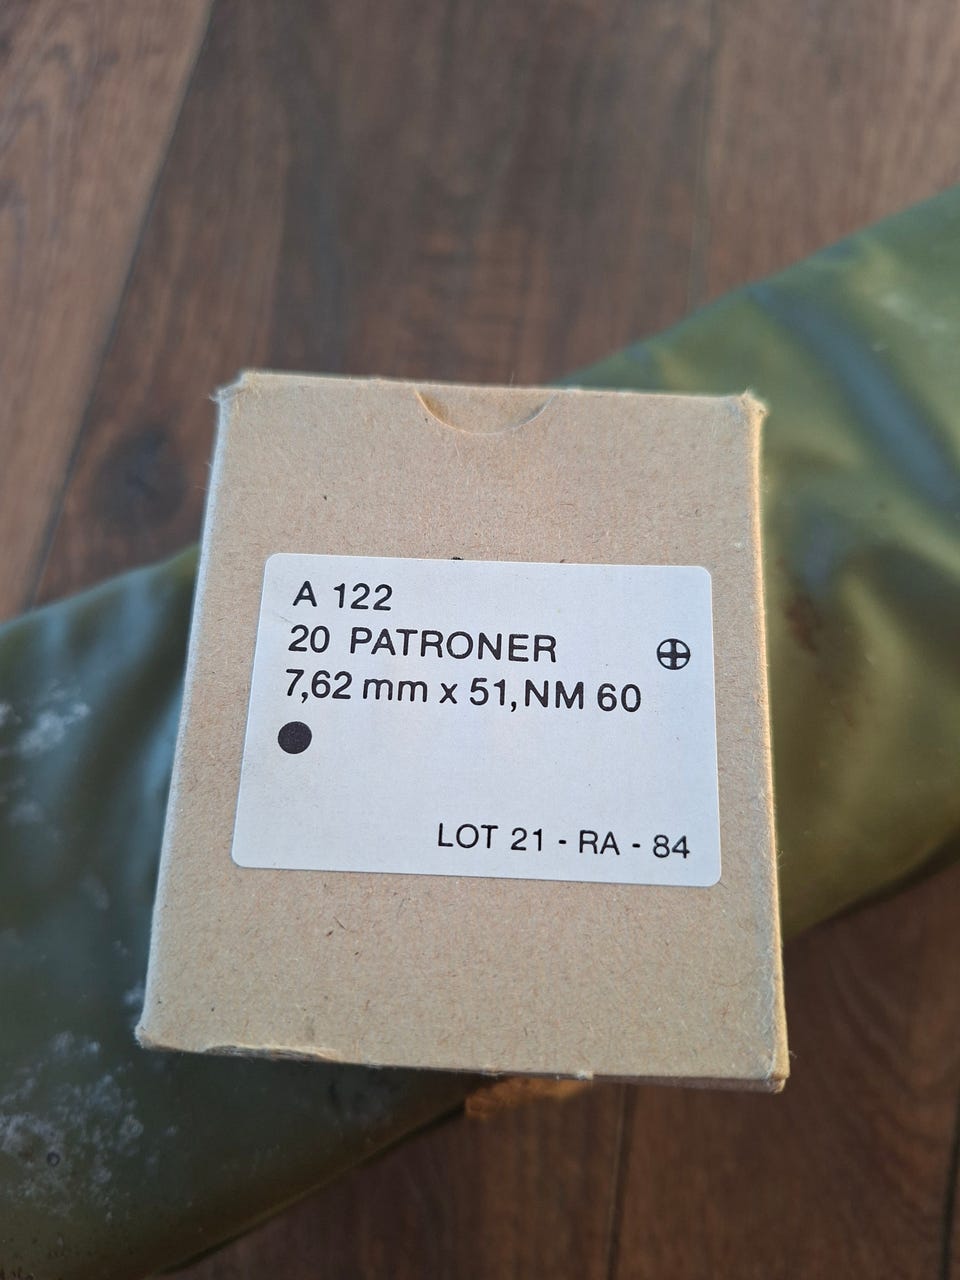 A 122
20 PATRONER
7,62 mm x 51, NM 60
LOT 21 - RA - 84